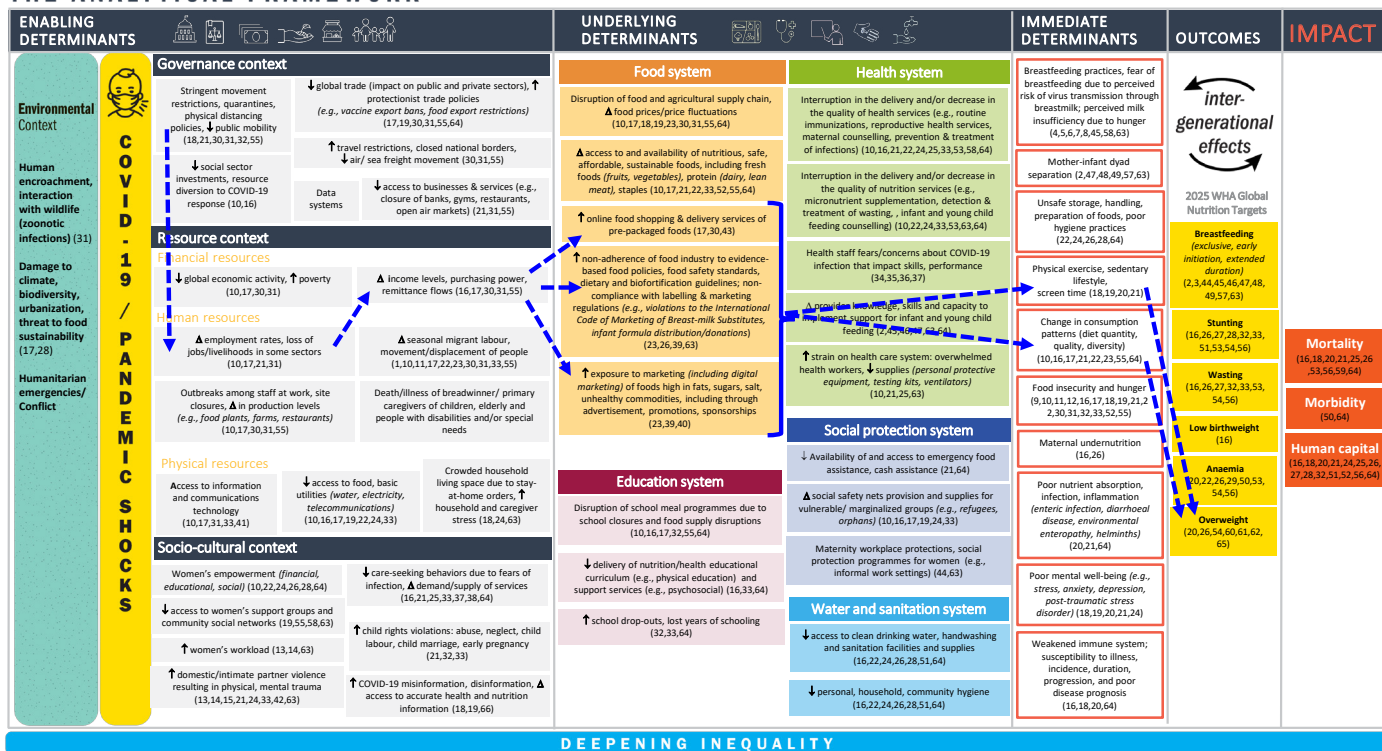 THE ANALYTICAL FRAMEWORK
ENABLING
DETERMINANTS
UNDERLYING
DETERMINANTS
IMMEDIATE
DETERMINANTS
OUTCOMES
IMPACT
Environmental
Context
Human
encroachment,
interaction
with wildlife
(zoonotic
infections) (31)
Damage to
climate,
biodiversity,
urbanization,
threat to food
sustainability
(17,28)
Humanitarian
emergencies/
Conflict
COVID-19 / PANDEMIC SHOCKS
Governance context
Stringent movement
restrictions, quarantines,
physical distancing
policies, ↓ public mobility
(18,21,30,31,32,55)
↓ global trade (impact on public and private sectors), ↑
protectionist trade policies
(e.g., vaccine export bans, food export restrictions)
(17,19,30,31,55,64)
↑ travel restrictions, closed national borders,
↓ air/ sea freight movement (30,31,55)
↓ social sector
investments, resource
diversion to COVID-19
response (10,16)
Data
systems
↓ access to businesses & services (e.g.,
closure of banks, gyms, restaurants,
open air markets) (21,31,55)
Resource context
Financial resources
↓ global economic activity, ↑ poverty
(10,17,30,31)
Δ income levels, purchasing power,
remittance flows (16,17,30,31,55)
Human resources
Δ employment rates, loss of
jobs/livelihoods in some sectors
(10,17,21,31)
Δ seasonal migrant labour,
movement/displacement of people
(1,10,11,17,22,23,30,31,33,55)
Outbreaks among staff at work, site
closures, Δ in production levels
(e.g., food plants, farms, restaurants)
(10,17,30,31,55)
Death/illness of breadwinner/ primary
caregivers of children, elderly and
people with disabilities and/or special
needs
Physical resources
Access to information and
communications
technology
(10,17,31,33,41)
↓ access to food, basic
utilities (water, electricity,
telecommunications)
(10,16,17,19,22,24,33)
Crowded household
living space due to stay-
at-home orders, ↑
household and caregiver
stress (18,24,63)
Socio-cultural context
Women's empowerment (financial,
educational, social) (10,22,24,26,28,64)
↓ access to women's support groups and
community social networks (19,55,58,63)
↑ women's workload (13,14,63)
↑ domestic/intimate partner violence
resulting in physical, mental trauma
(13,14,15,21,24,33,42,63)
↓ care-seeking behaviors due to fears of
infection, Δ demand/supply of services
(16,21,25,33,37,38,64)
↑ child rights violations: abuse, neglect, child
labour, child marriage, early pregnancy
(21,32,33)
↑ COVID-19 misinformation, disinformation, Δ
access to accurate health and nutrition
information (18,19,66)
Food system
Disruption of food and agricultural supply chain,
Δ food prices/price fluctuations
(10,17,18,19,23,30,31,55,64)
Δ access to and availability of nutritious, safe,
affordable, sustainable foods, including fresh
foods (fruits, vegetables), protein (dairy, lean
meat), staples (10,17,21,22,33,52,55,64)
↑ online food shopping & delivery services of
pre-packaged foods (17,30,43)
↑ non-adherence of food industry to evidence-
based food policies, food safety standards,
dietary and biofortification guidelines; non-
compliance with labelling & marketing
regulations (e.g., violations to the International
Code of Marketing of Breast-milk Substitutes,
infant formula distribution/donations)
(23,26,39,63)
↑ exposure to marketing (including digital
marketing) of foods high in fats, sugars, salt,
unhealthy commodities, including through
advertisement, promotions, sponsorships
(23,39,40)
Education system
Disruption of school meal programmes due to
school closures and food supply disruptions
(10,16,17,32,55,64)
↓ delivery of nutrition/health educational
curriculum (e.g., physical education) and
support services (e.g., psychosocial) (16,33,64)
↑ school drop-outs, lost years of schooling
(32,33,64)
Health system
Interruption in the delivery and/or decrease in
the quality of health services (e.g., routine
immunizations, reproductive health services,
maternal counselling, prevention & treatment
of infections) (10,16,21,22,24,25,33,53,58,64)
Interruption in the delivery and/or decrease in
the quality of nutrition services (e.g.,
micronutrient supplementation, detection &
treatment of wasting, , infant and young child
feeding counselling) (10,22,24,33,53,63,64)
Health staff fears/concerns about COVID-19
infection that impact skills, performance
(34,35,36,37)
Δ provider knowledge, skills and capacity to
implement support for infant and young child
feeding (2,45,46,47,63,64)
↑ strain on health care system: overwhelmed
health workers, ↓ supplies (personal protective
equipment, testing kits, ventilators)
(10,21,25,63)
Social protection system
↓ Availability of and access to emergency food
assistance, cash assistance (21,64)
Δ social safety nets provision and supplies for
vulnerable/ marginalized groups (e.g., refugees,
orphans) (10,16,17,19,24,33)
Maternity workplace protections, social
protection programmes for women (e.g.,
informal work settings) (44,63)
Water and sanitation system
↓ access to clean drinking water, handwashing
and sanitation facilities and supplies
(16,22,24,26,28,51,64)
↓ personal, household, community hygiene
(16,22,24,26,28,51,64)
Breastfeeding practices, fear of
breastfeeding due to perceived
risk of virus transmission through
breastmilk; perceived milk
insufficiency due to hunger
(4,5,6,7,8,45,58,63)
Mother-infant dyad
separation (2,47,48,49,57,63)
Unsafe storage, handling,
preparation of foods, poor
hygiene practices
(22,24,26,28,64)
Physical exercise, sedentary
lifestyle,
screen time (18,19,20,21)
Change in consumption
patterns (diet quantity,
quality, diversity)
(10,16,17,21,22,23,55,64)
Food insecurity and hunger
(9,10,11,12,16,17,18,19,21,2
2,30,31,32,33,52,55)
Maternal undernutrition
(16,26)
Poor nutrient absorption,
infection, inflammation
(enteric infection, diarrhoeal
disease, environmental
enteropathy, helminths)
(20,21,64)
Poor mental well-being (e.g.,
stress, anxiety, depression,
post-traumatic stress
disorder) (18,19,20,21,24)
Weakened immune system;
susceptibility to illness,
incidence, duration,
progression, and poor
disease prognosis
(16,18,20,64)
inter-
generational
effects
2025 WHA Global
Nutrition Targets
Breastfeeding
(exclusive, early
initiation, extended
duration)
(2,3,44,45,46,47,48,
49,57,63)
Stunting
(16,26,27,28,32,33,
51,53,54,56)
Wasting
(16,26,27,32,33,53,
54,56)
Low birthweight
(16)
Anaemia
(20,22,26,29,50,53,
54,56)
Overweight
(20,26,54,60,61,62,
65)
Mortality
(16,18,20,21,25,26
,53,56,59,64)
Morbidity
(50,64)
Human capital
(16,18,20,21,24,25,26,
27,28,32,51,52,56,64)
DEEPENING INEQUALITY